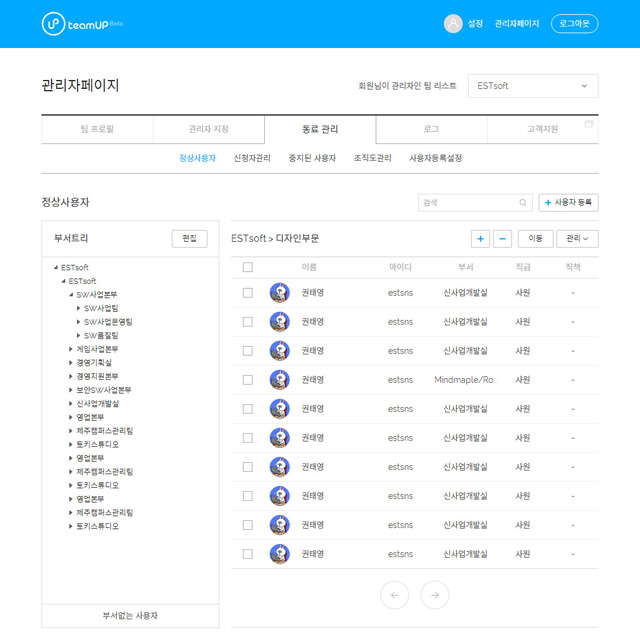 teamUP Beta
설정 관리자페이지 로그아웃
관리자페이지
회원님이 관리자인 팀 리스트 ESTsoft
팀 프로필 관리자 지정 동료 관리 로그 고객지원
정상사용자 신청자관리 중지된 사용자 조직도관리 사용자등록설정
정상사용자
검색 + 사용자 등록
부서트리 편집
ESTsoft
ESTsoft
SW사업본부
SW사업팀
SW사업운영팀
SW품질팀
게임사업본부
경영기획실
경영지원본부
보안SW사업본부
신사업개발실
영업본부
제주캠퍼스관리팀
토키스튜디오
영업본부
제주캠퍼스관리팀
토키스튜디오
영업본부
제주캠퍼스관리팀
토키스튜디오
부서없는 사용자
ESTsoft > 디자인부문 + − 이동 관리
이름 아이디 부서 직급 직책
권태영 estsns 신사업개발실 사원 -
권태영 estsns 신사업개발실 사원 -
권태영 estsns 신사업개발실 사원 -
권태영 estsns Mindmaple/Ro.. 사원 -
권태영 estsns 신사업개발실 사원 -
권태영 estsns 신사업개발실 사원 -
권태영 estsns 신사업개발실 사원 -
권태영 estsns 신사업개발실 사원 -
권태영 estsns 신사업개발실 사원 -
권태영 estsns 신사업개발실 사원 -